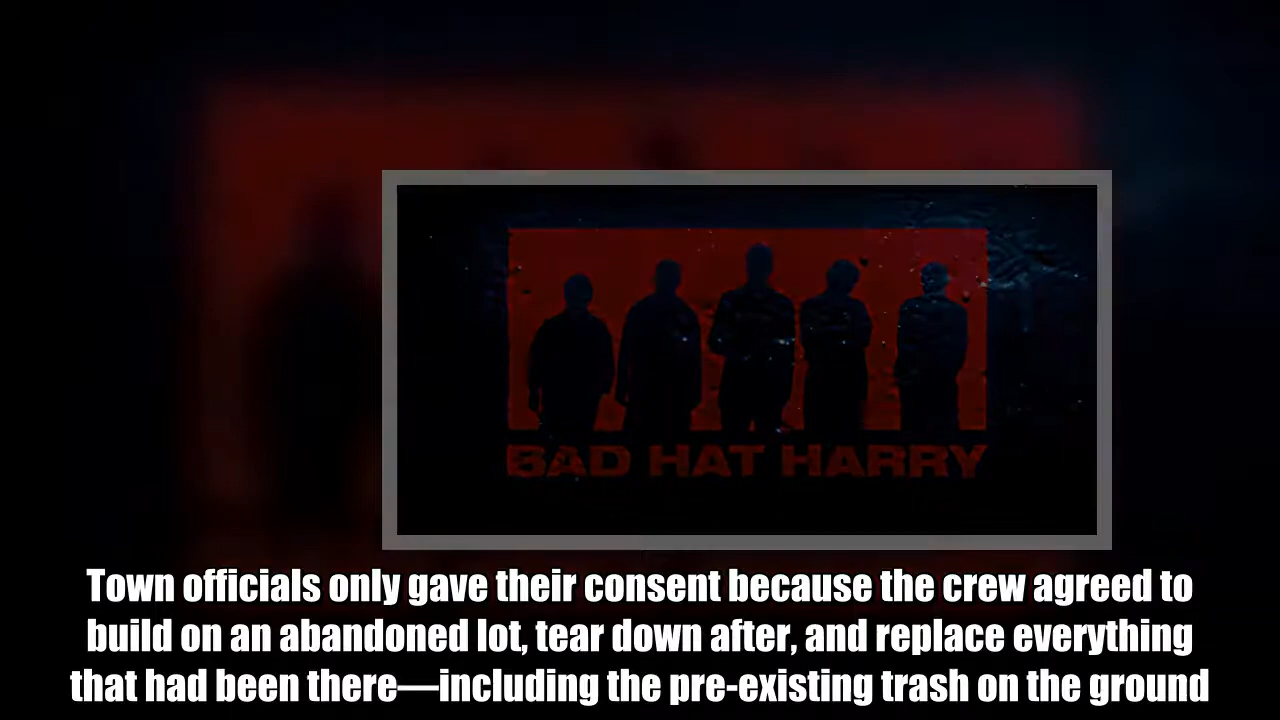 BAD HAT HARRY
Town officials only gave their consent because the crew agreed to
build on an abandoned lot, tear down after, and replace everything
that had been there—including the pre-existing trash on the ground